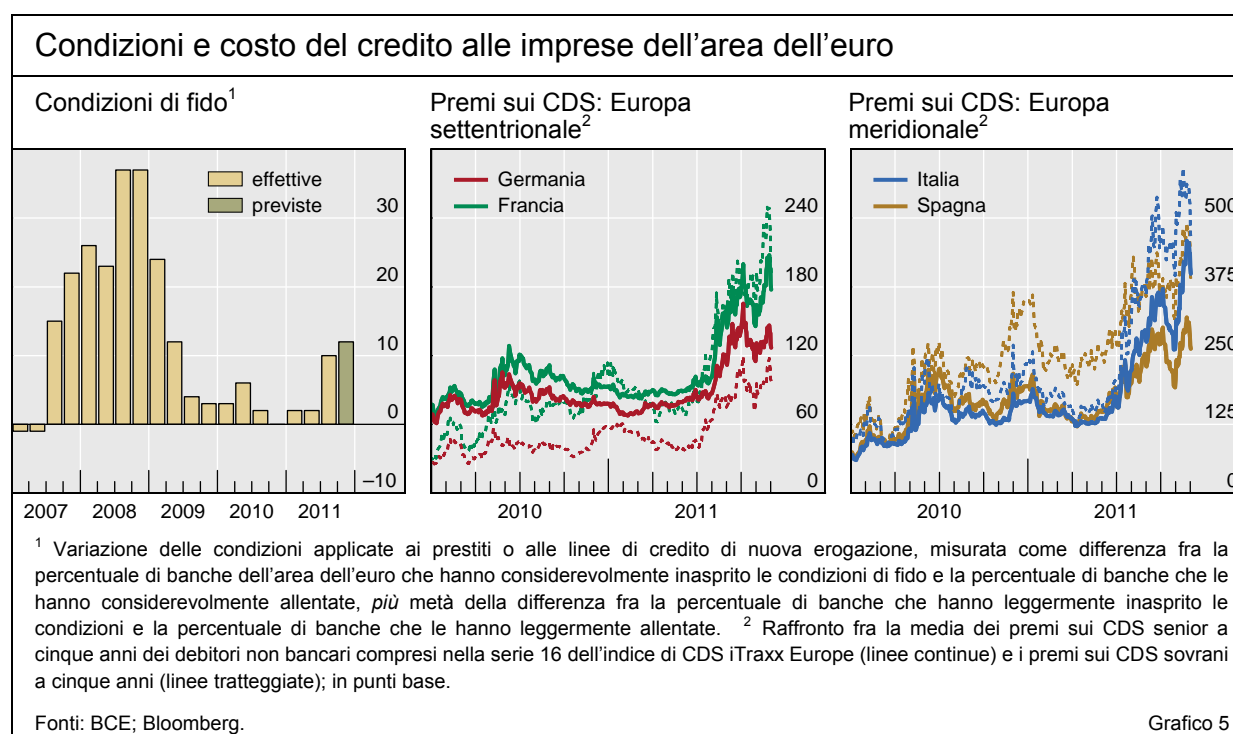 Condizioni e costo del credito alle imprese dell'area dell'euro
Condizioni di fido1
Premi sui CDS: Europa
settentrionale2
Premi sui CDS: Europa
meridionale2
effettive
previste
30
20
10
0
–10
2007 2008 2009 2010 2011
Germania
Francia
240
180
120
60
0
2010 2011
Italia
Spagna
500
375
250
125
0
2010 2011
1 Variazione delle condizioni applicate ai prestiti o alle linee di credito di nuova erogazione, misurata come differenza fra la
percentuale di banche dell'area dell'euro che hanno considerevolmente inasprito le condizioni di fido e la percentuale di banche che le
hanno considerevolmente allentate, più metà della differenza fra la percentuale di banche che hanno leggermente inasprito le
condizioni e la percentuale di banche che le hanno leggermente allentate. 2 Raffronto fra la media dei premi sui CDS senior a
cinque anni dei debitori non bancari compresi nella serie 16 dell'indice di CDS iTraxx Europe (linee continue) e i premi sui CDS sovrani
a cinque anni (linee tratteggiate); in punti base.
Fonti: BCE; Bloomberg.
Grafico 5